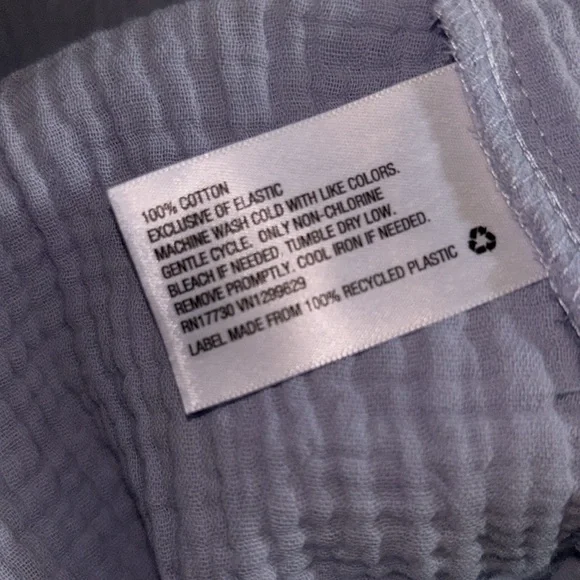 100% COTTON
EXCLUSIVE OF ELASTIC
MACHINE WASH COLD WITH LIKE COLORS.
GENTLE CYCLE. ONLY NON-CHLORINE
BLEACH IF NEEDED. TUMBLE DRY LOW.
REMOVE PROMPTLY. COOL IRON IF NEEDED.
RN17730 VN1299629
LABEL MADE FROM 100% RECYCLED PLASTIC